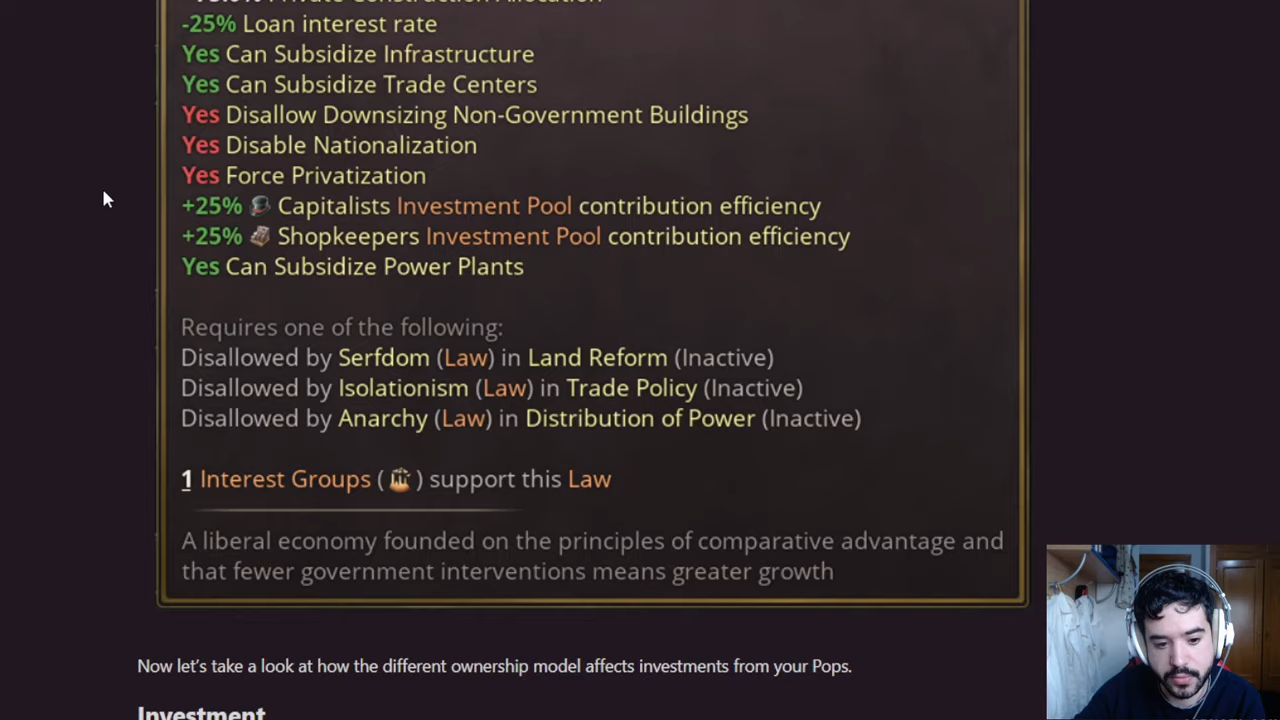 Private Construction Allocation
-25% Loan interest rate
Yes Can Subsidize Infrastructure
Yes Can Subsidize Trade Centers
Yes Disallow Downsizing Non-Government Buildings
Yes Disable Nationalization
Yes Force Privatization
+25% Capitalists Investment Pool contribution efficiency
+25% Shopkeepers Investment Pool contribution efficiency
Yes Can Subsidize Power Plants
Requires one of the following:
Disallowed by Serfdom (Law) in Land Reform (Inactive)
Disallowed by Isolationism (Law) in Trade Policy (Inactive)
Disallowed by Anarchy (Law) in Distribution of Power (Inactive)
1 Interest Groups ( ) support this Law
A liberal economy founded on the principles of comparative advantage and
that fewer government interventions means greater growth
Now let's take a look at how the different ownership model affects investments from your Pops.
Investment